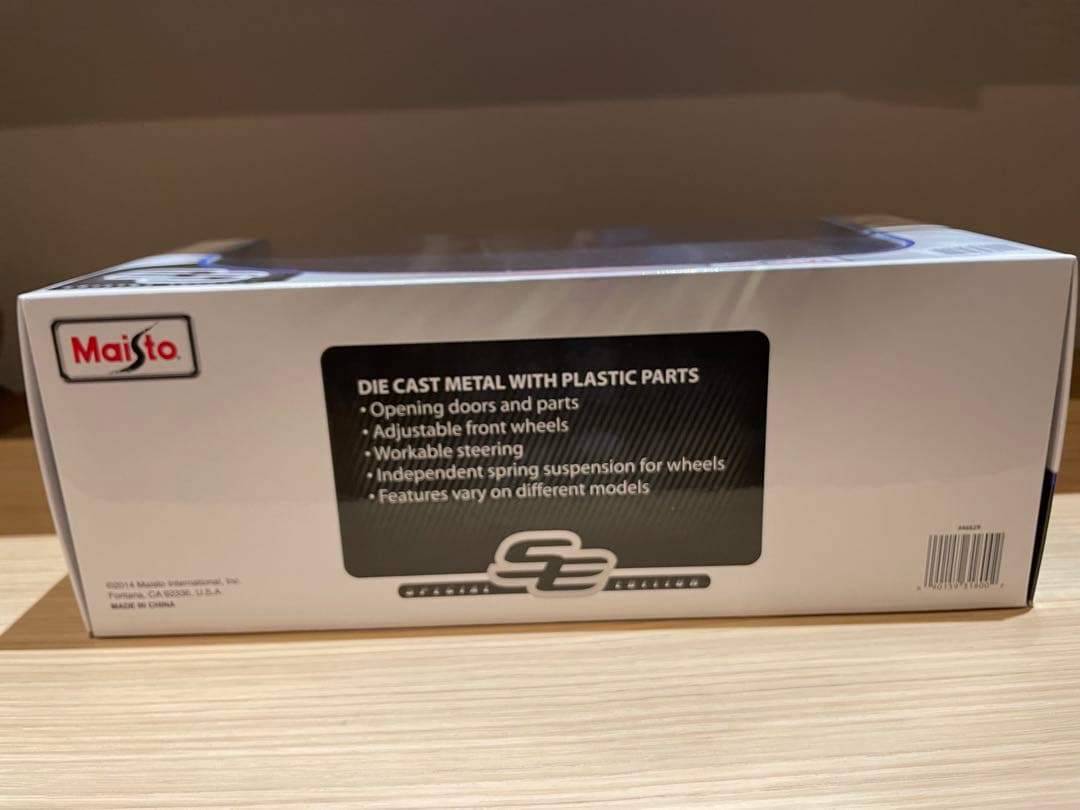 Maisto
DIE CAST METAL WITH PLASTIC PARTS
• Opening doors and parts
• Adjustable front wheels
• Workable steering
• Independent spring suspension for wheels
• Features vary on different models
SE
SPECIAL EDITION
©2014 Maisto International, Inc.
Fontana, CA 92336, U.S.A.
MADE IN CHINA